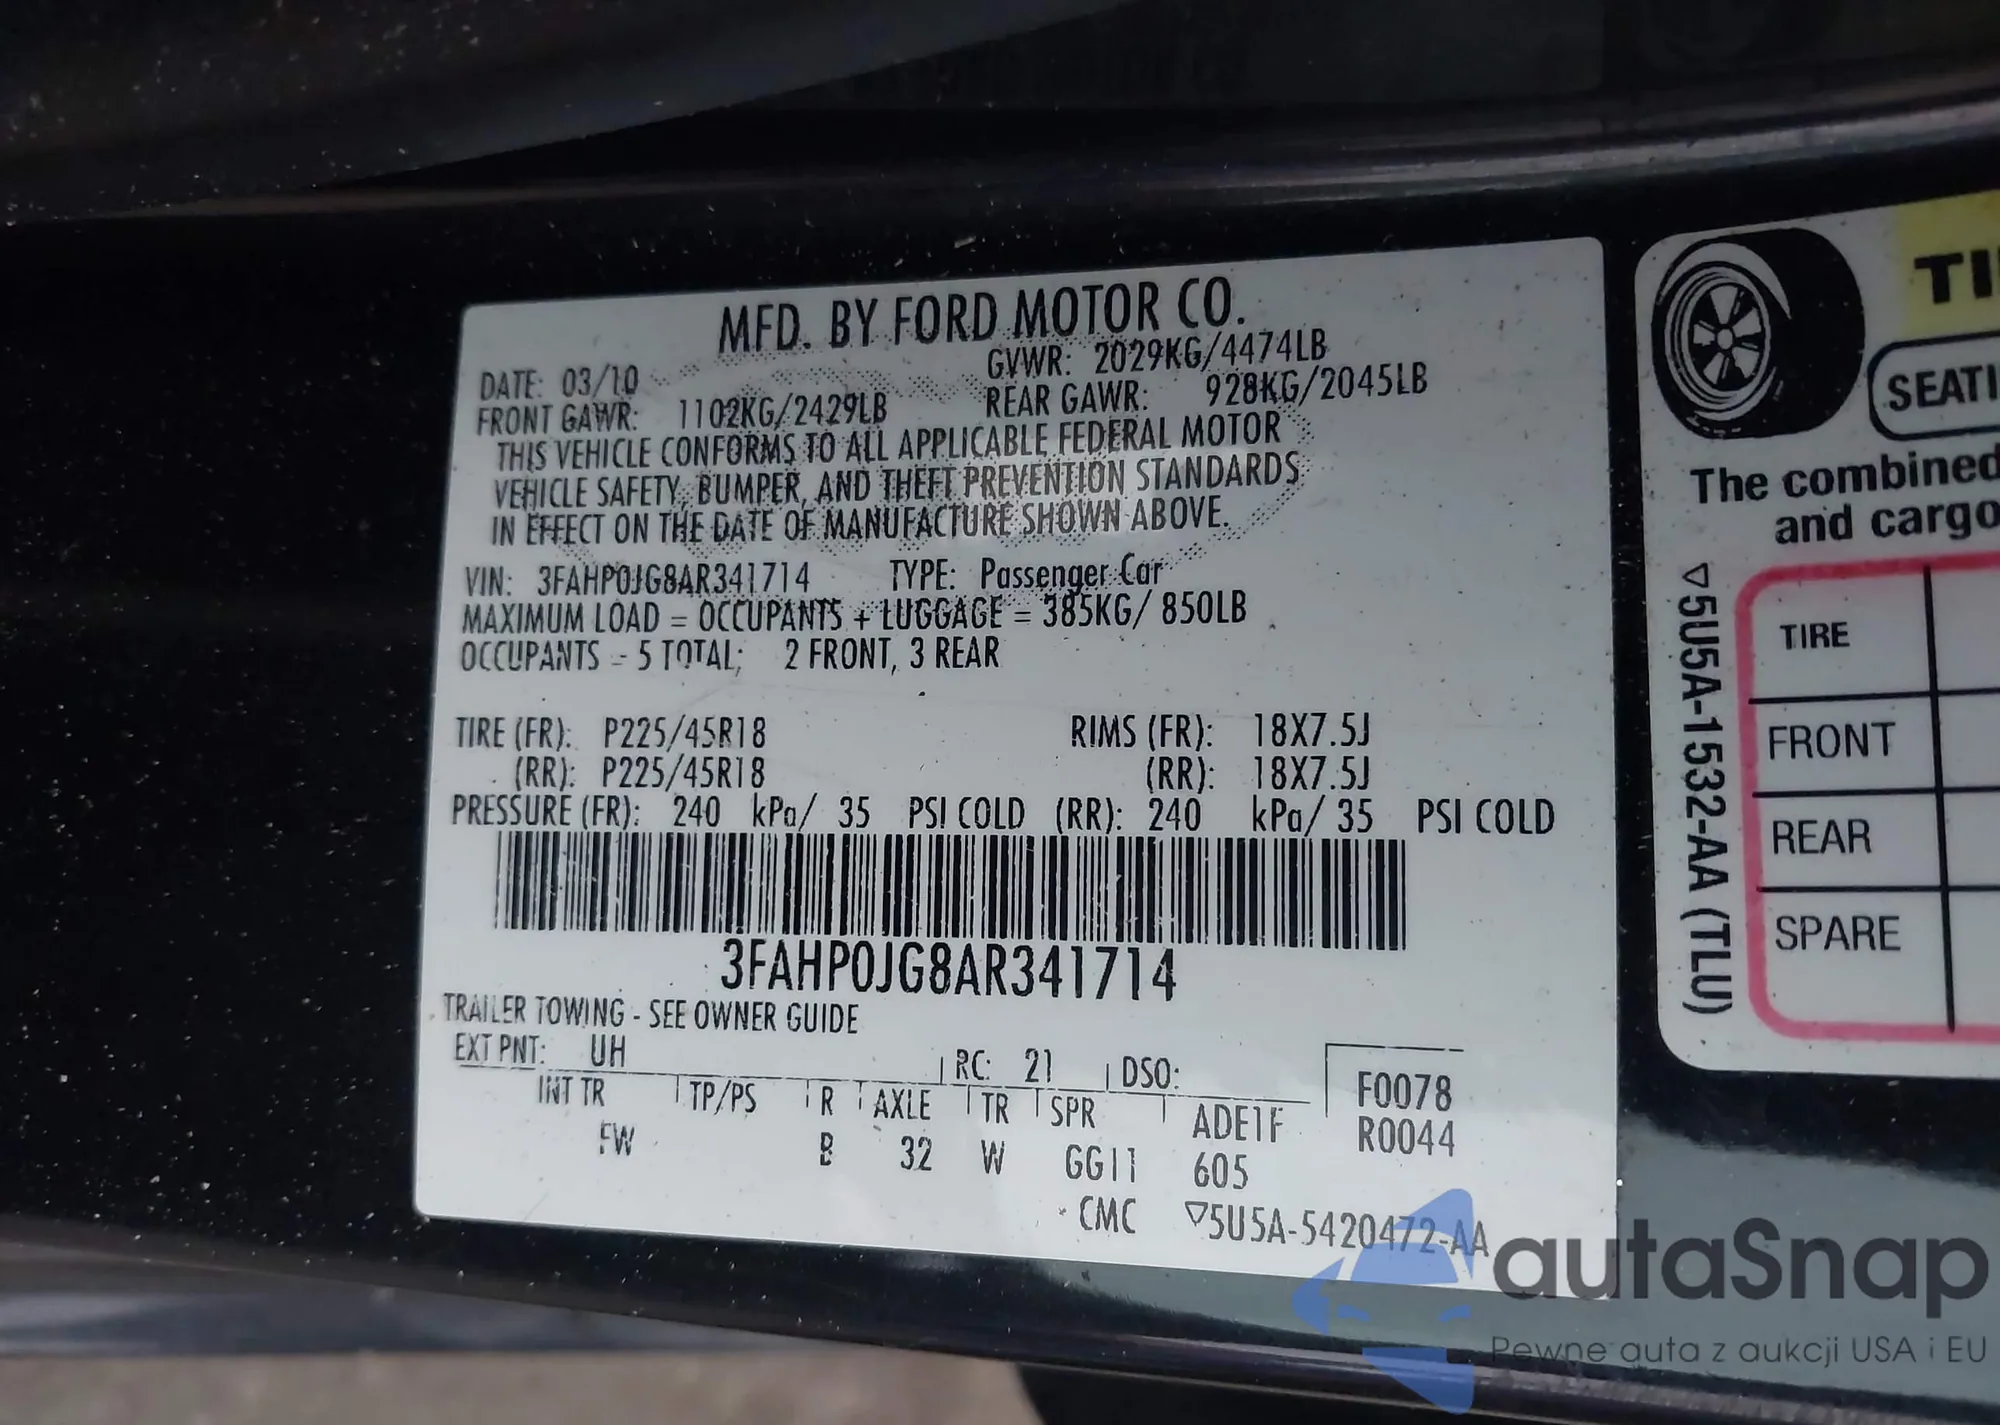 MFD. BY FORD MOTOR CO.
DATE: 03/10 GVWR: 2029KG/4474LB
FRONT GAWR: 1102KG/2429LB REAR GAWR: 928KG/2045LB
THIS VEHICLE CONFORMS TO ALL APPLICABLE FEDERAL MOTOR
VEHICLE SAFETY, BUMPER, AND THEFT PREVENTION STANDARDS
IN EFFECT ON THE DATE OF MANUFACTURE SHOWN ABOVE.
VIN: 3FAHP0JG8AR341714 TYPE: Passenger Car
MAXIMUM LOAD = OCCUPANTS + LUGGAGE = 385KG/ 850LB
OCCUPANTS - 5 TOTAL; 2 FRONT, 3 REAR
TIRE (FR): P225/45R18 RIMS (FR): 18X7.5J
(RR): P225/45R18 (RR): 18X7.5J
PRESSURE (FR): 240 kPa/ 35 PSI COLD (RR): 240 kPa/ 35 PSI COLD
3FAHP0JG8AR341714
TRAILER TOWING - SEE OWNER GUIDE
EXT PNT: UH RC: 21 DSO:
INT TR TP/PS R AXLE TR SPR ADE1F F0078
FW B 32 W GG11 605 R0044
CMC ▽5U5A-5420472-AA
TI
SEATI
The combined
and cargo
▽5U5A-1532-AA (TLU)
TIRE
FRONT
REAR
SPARE
autaSnap
Pewne auta z aukcji USA i EU